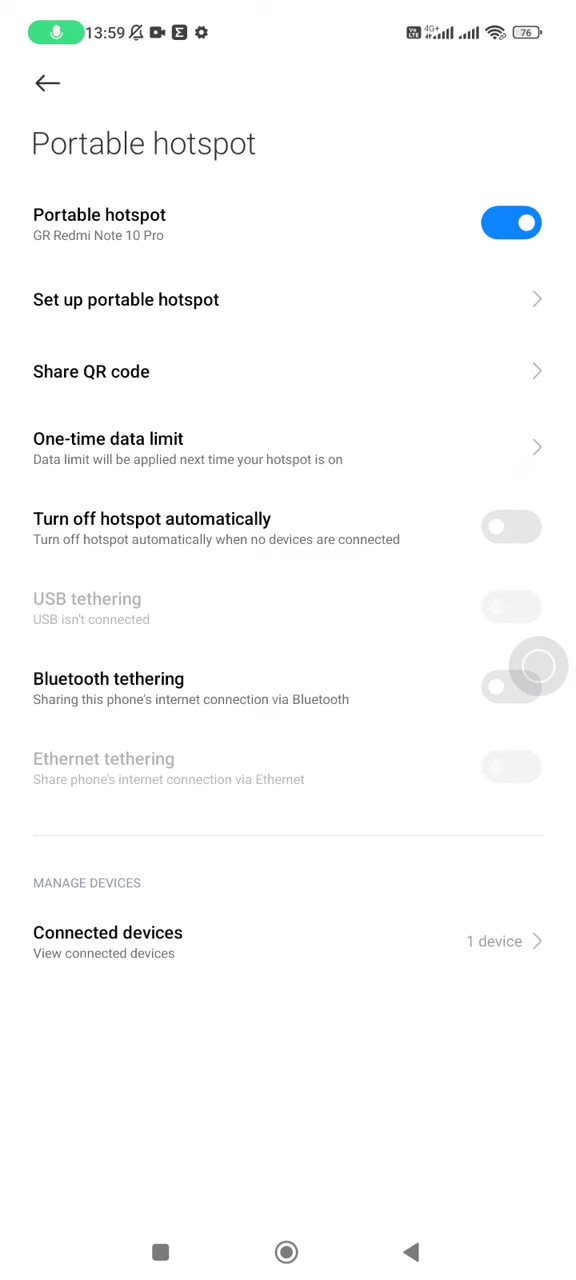 13:59 4G+ 76
Portable hotspot
Portable hotspot
GR Redmi Note 10 Pro
Set up portable hotspot
Share QR code
One-time data limit
Data limit will be applied next time your hotspot is on
Turn off hotspot automatically
Turn off hotspot automatically when no devices are connected
USB tethering
USB isn't connected
Bluetooth tethering
Sharing this phone's internet connection via Bluetooth
Ethernet tethering
Share phone's internet connection via Ethernet
MANAGE DEVICES
Connected devices
1 device
View connected devices